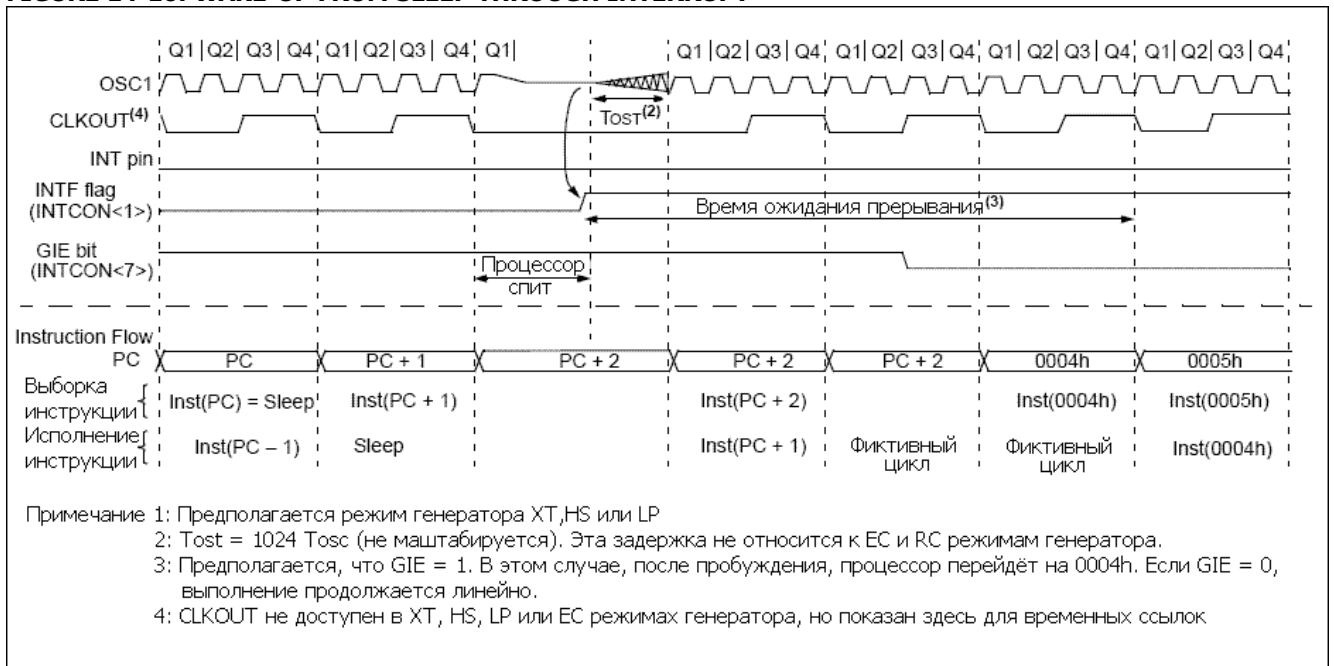 Q1 Q2 Q3 Q4 Q1 Q2 Q3 Q4 Q1 Q1 Q2 Q3 Q4 Q1 Q2 Q3 Q4 Q1 Q2 Q3 Q4 Q1 Q2 Q3 Q4
OSC1
CLKOUT(4)
TOST(2)
INT pin
INTF flag
(INTCON<1>)
Время ожидания прерывания(3)
GIE bit
(INTCON<7>)
Процессор
спит
Instruction Flow
PC PC PC + 1 PC + 2 PC + 2 PC + 2 0004h 0005h
Выборка
инструкции Inst(PC) = Sleep Inst(PC + 1) Inst(PC + 2) Inst(0004h) Inst(0005h)
Исполнение
инструкции Inst(PC – 1) Sleep Inst(PC + 1) Фиктивный цикл Фиктивный цикл Inst(0004h)
Примечание 1: Предполагается режим генератора XT,HS или LP
2: Tost = 1024 Tosc (не маштабируется). Эта задержка не относится к EC и RC режимам генератора.
3: Предполагается, что GIE = 1. В этом случае, после пробуждения, процессор перейдёт на 0004h. Если GIE = 0,
выполнение продолжается линейно.
4: CLKOUT не доступен в XT, HS, LP или EC режимах генератора, но показан здесь для временных ссылок